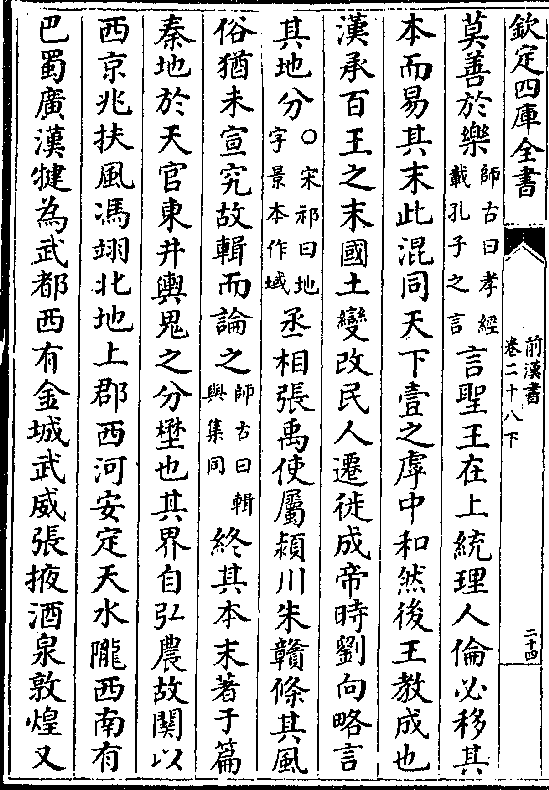 欽定四庫全書
前漢書
卷二十八下
二十四
莫善於樂師古曰孝經載孔子之言言聖王在上統理人倫必移其
本而易其末此混同天下壹之虖中和然後王教成也
漢承百王之末國土變改民人遷徙成帝時劉向略言
其地分○宋祁曰地字景本作域丞相張禹使屬潁川朱贛條其風
俗猶未宣究故輯而論之師古曰輯與集同終其本末著于篇
秦地於天官東井輿鬼之分壄也其界自弘農故關以
西京兆扶風馮翊北地上郡西河安定天水隴西南有
巴蜀廣漢犍為武都西有金城武威張掖酒泉敦煌又